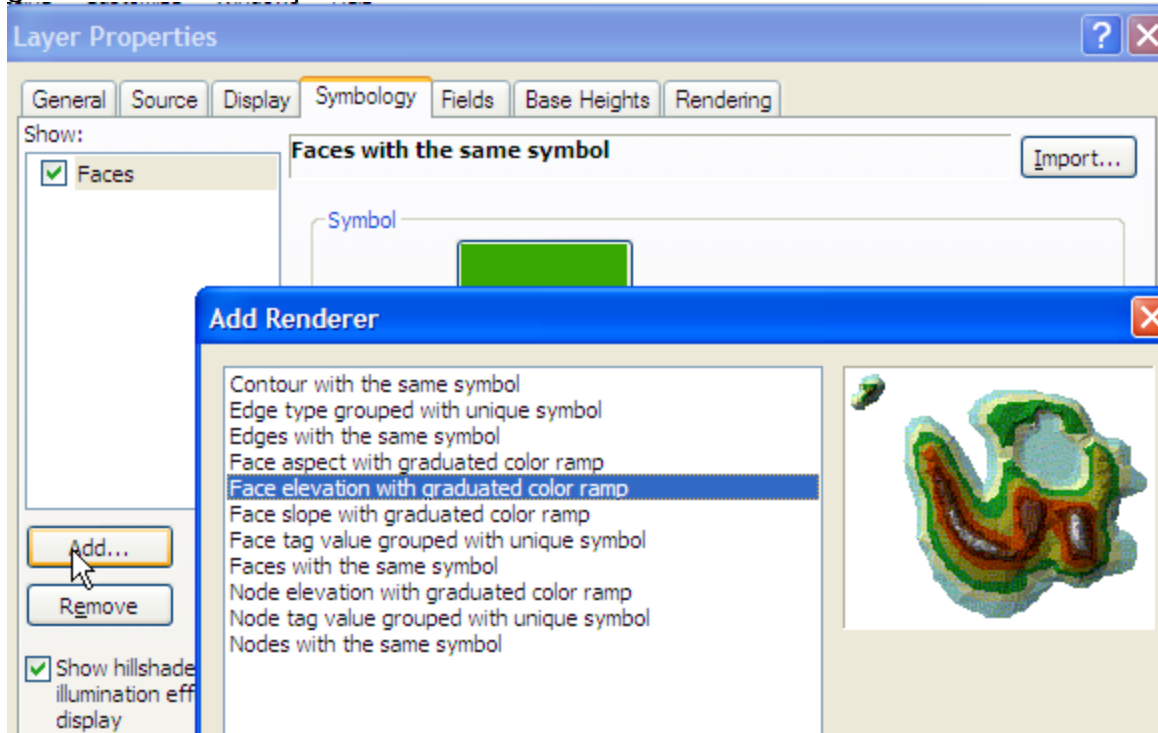 Layer Properties
?
General Source Display Symbology Fields Base Heights Rendering
Show:
Faces with the same symbol
Import...
Faces
Symbol
Add Renderer
Contour with the same symbol
Edge type grouped with unique symbol
Edges with the same symbol
Face aspect with graduated color ramp
Face elevation with graduated color ramp
Face slope with graduated color ramp
Face tag value grouped with unique symbol
Faces with the same symbol
Node elevation with graduated color ramp
Node tag value grouped with unique symbol
Nodes with the same symbol
Add...
Remove
Show hillshade
illumination eff
display